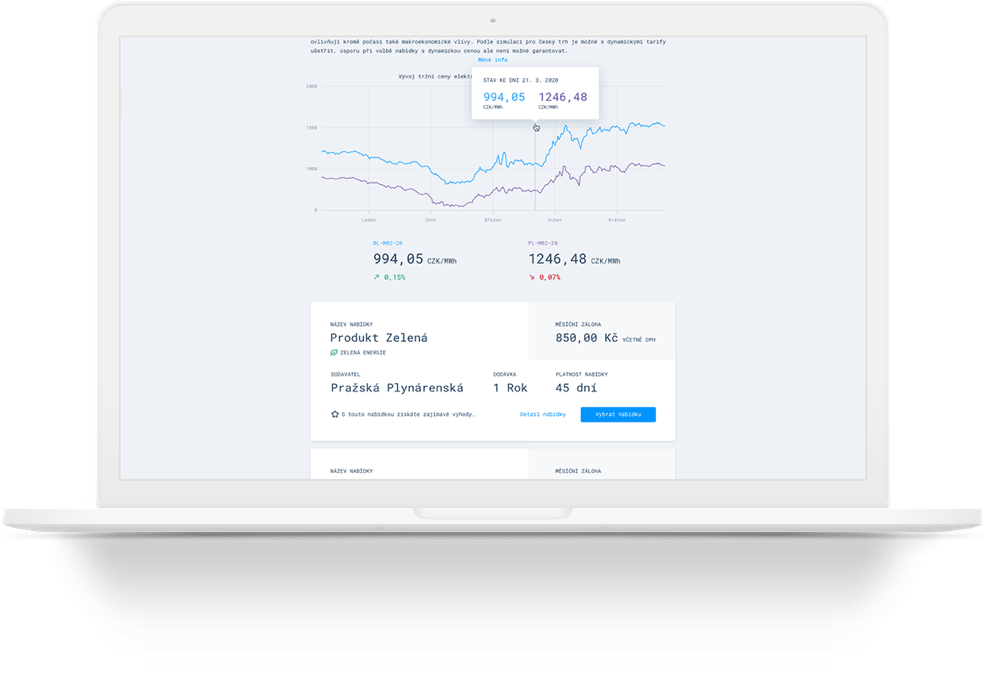 ovlivňují kromě počasí také makroekonomické vlivy. Podle simulací pro český trh je možné s dynamickými tarify
ušetřit, úsporu při volbě nabídky s dynamickou cenou ale není možné garantovat.
Méně info
Vývoj tržní ceny elektř
STAV KE DNI 21. 3. 2020
994,05 1246,48
CZK/MWh CZK/MWh
2000
1500
1000
0
Leden Únor Březen Duben Květen
BL-M02-20 PL-M02-20
994,05 CZK/MWh 1246,48 CZK/MWh
↗ 0,15% ↘ 0,07%
NÁZEV NABÍDKY MĚSÍČNÍ ZÁLOHA
Produkt Zelená 850,00 Kč VČETNĚ DPH
ZELENÁ ENERGIE
DODAVATEL DODÁVKA PLATNOST NABÍDKY
Pražská Plynárenská 1 Rok 45 dní
S touto nabídkou získáte zajímavé výhody. Detail nabídky Vybrat nabídku
NÁZEV NABÍDKY MĚSÍČNÍ ZÁLOHA